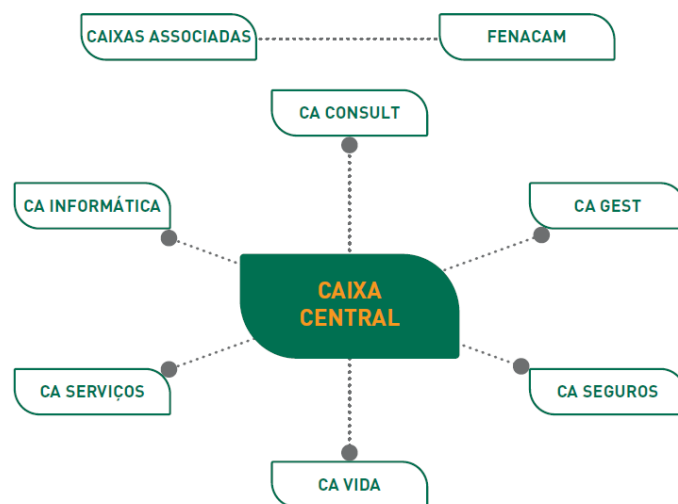 CAIXAS ASSOCIADAS
FENACAM
CA CONSULT
CA INFORMÁTICA
CA GEST
CAIXA
CENTRAL
CA SERVIÇOS
CA SEGUROS
CA VIDA